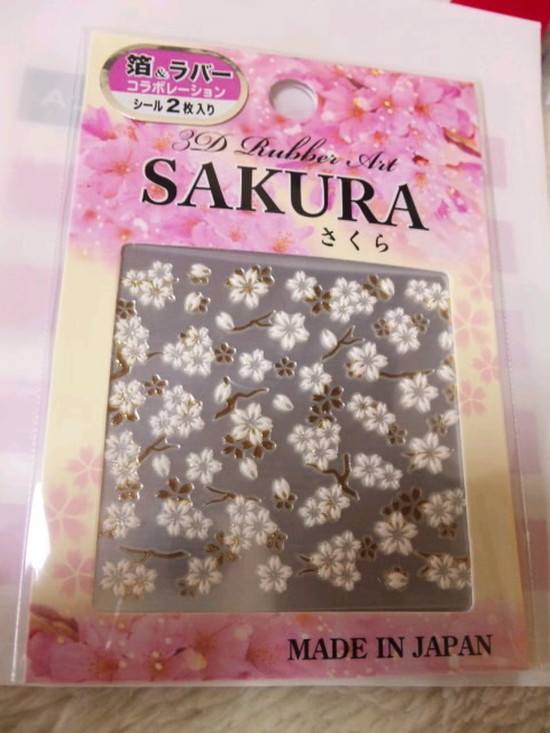 箔&ラバー
コラボレーション
シール2枚入り
3D Rubber Art
SAKURA
さくら
MADE IN JAPAN